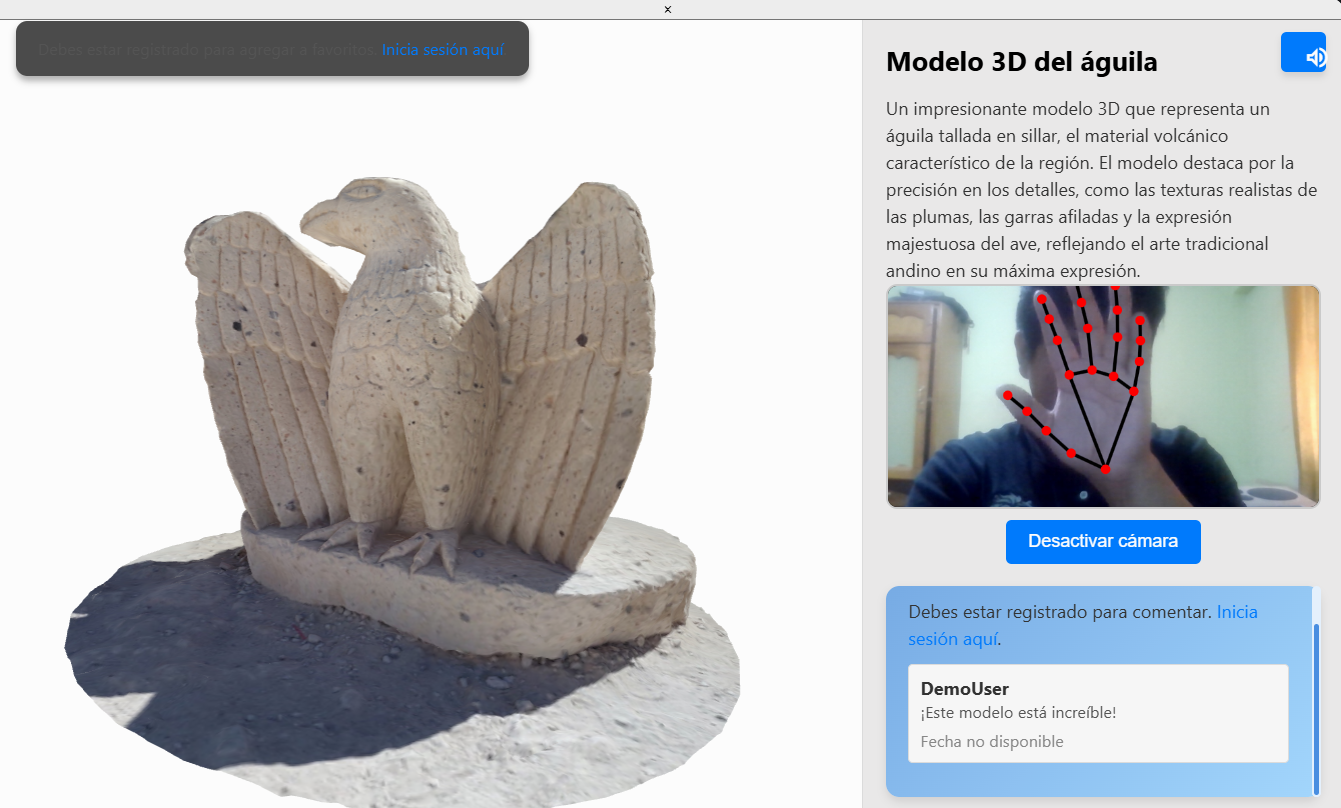 ×
Debes estar registrado para agregar a favoritos. Inicia sesión aquí.
Modelo 3D del águila
Un impresionante modelo 3D que representa un
águila tallada en sillar, el material volcánico
característico de la región. El modelo destaca por la
precisión en los detalles, como las texturas realistas de
las plumas, las garras afiladas y la expresión
majestuosa del ave, reflejando el arte tradicional
andino en su máxima expresión.
Desactivar cámara
Debes estar registrado para comentar. Inicia
sesión aquí.
DemoUser
¡Este modelo está increíble!
Fecha no disponible